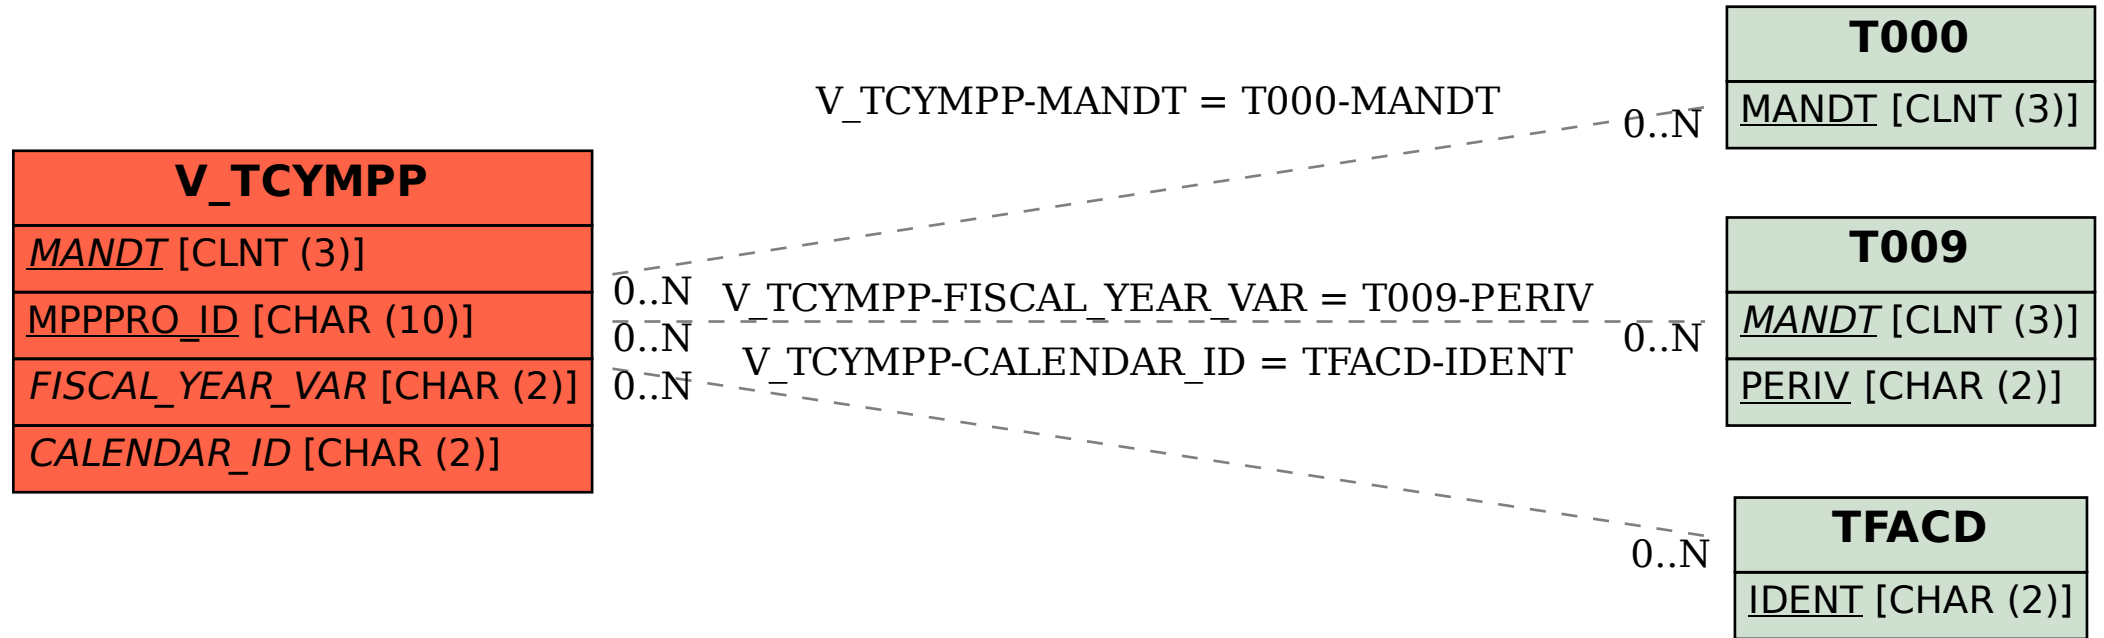 V_TCYMPP
MANDT [CLNT (3)]
MPPPRO_ID [CHAR (10)]
FISCAL_YEAR_VAR [CHAR (2)]
CALENDAR_ID [CHAR (2)]
V_TCYMPP-MANDT = T000-MANDT
0..N
0..N
V_TCYMPP-FISCAL_YEAR_VAR = T009-PERIV
0..N
0..N
V_TCYMPP-CALENDAR_ID = TFACD-IDENT
0..N
0..N
T000
MANDT [CLNT (3)]
T009
MANDT [CLNT (3)]
PERIV [CHAR (2)]
TFACD
IDENT [CHAR (2)]